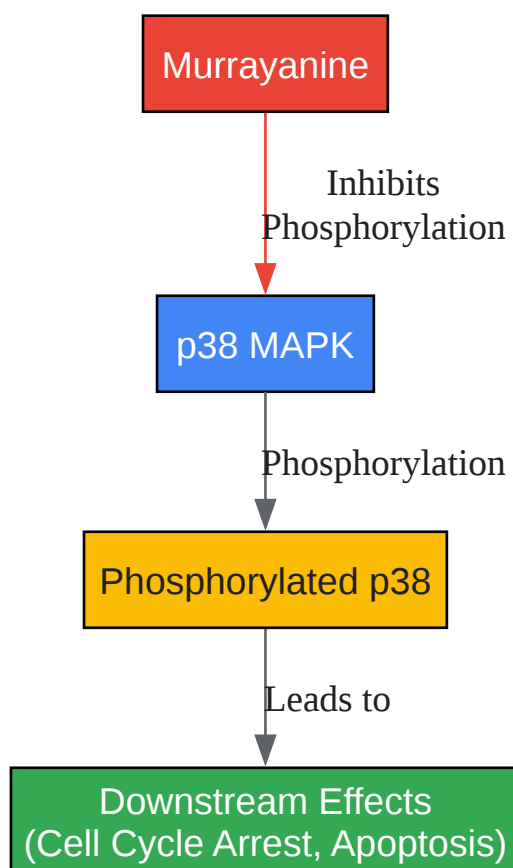 Murrayanine
Inhibits
Phosphorylation
p38 MAPK
Phosphorylation
Phosphorylated p38
Leads to
Downstream Effects
(Cell Cycle Arrest, Apoptosis)